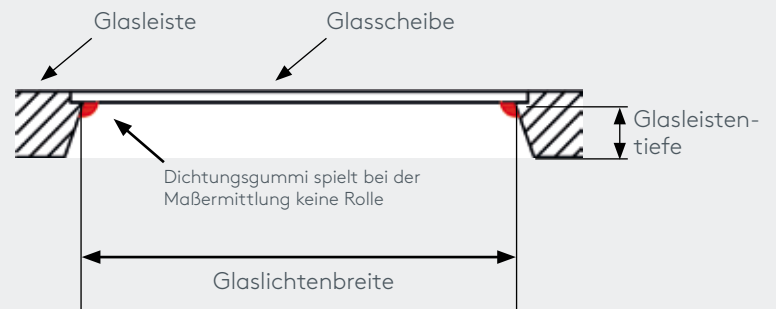 Glasleiste
Glasscheibe
Glasleisten-
tiefe
Dichtungsgummi spielt bei der
Maßermittlung keine Rolle
Glaslichtenbreite